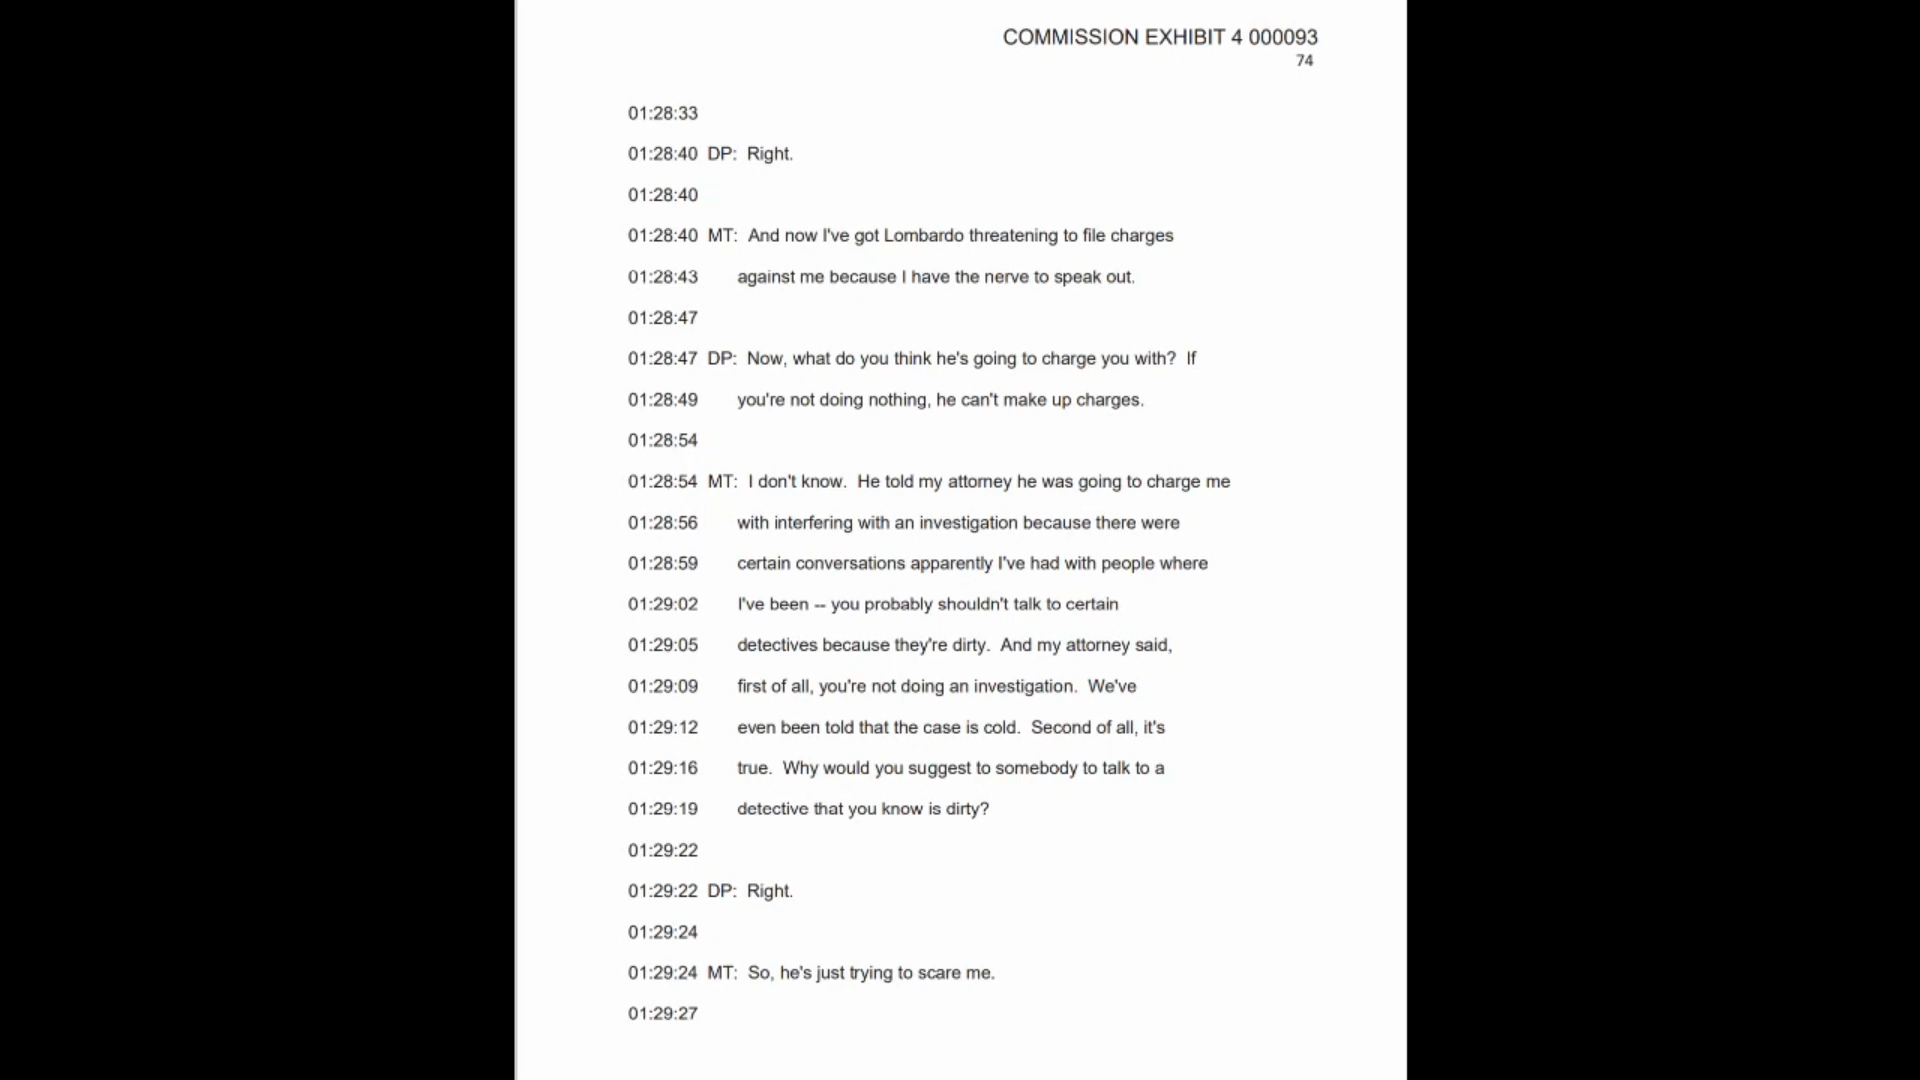 COMMISSION EXHIBIT 4 000093
74
01:28:33
01:28:40 DP: Right.
01:28:40
01:28:40 MT: And now I've got Lombardo threatening to file charges
01:28:43 against me because I have the nerve to speak out.
01:28:47
01:28:47 DP: Now, what do you think he's going to charge you with? If
01:28:49 you're not doing nothing, he can't make up charges.
01:28:54
01:28:54 MT: I don't know. He told my attorney he was going to charge me
01:28:56 with interfering with an investigation because there were
01:28:59 certain conversations apparently I've had with people where
01:29:02 I've been -- you probably shouldn't talk to certain
01:29:05 detectives because they're dirty. And my attorney said,
01:29:09 first of all, you're not doing an investigation. We've
01:29:12 even been told that the case is cold. Second of all, it's
01:29:16 true. Why would you suggest to somebody to talk to a
01:29:19 detective that you know is dirty?
01:29:22
01:29:22 DP: Right.
01:29:24
01:29:24 MT: So, he's just trying to scare me.
01:29:27